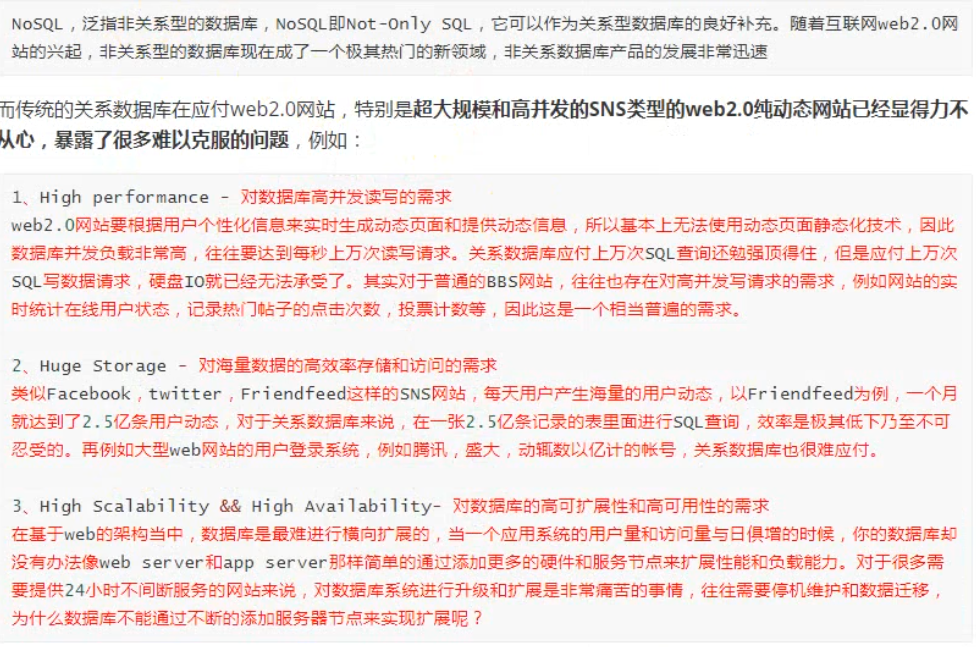 NoSQL，泛指非关系型的数据库，NoSQL即Not-Only SQL，它可以作为关系型数据库的良好补充。随着互联网web2.0网
站的兴起，非关系型的数据库现在成了一个极其热门的新领域，非关系数据库产品的发展非常迅速
而传统的关系数据库在应付web2.0网站，特别是超大规模和高并发的SNS类型的web2.0纯动态网站已经显得力不
从心，暴露了很多难以克服的问题，例如：
1、High performance - 对数据库高并发读写的需求
web2.0网站要根据用户个性化信息来实时生成动态页面和提供动态信息，所以基本上无法使用动态页面静态化技术，因此
数据库并发负载非常高，往往要达到每秒上万次读写请求。关系数据库应付上万次SQL查询还勉强顶得住，但是应付上万次
SQL写数据请求，硬盘IO就已经无法承受了。其实对于普通的BBS网站，往往也存在对高并发写请求的需求，例如网站的实
时统计在线用户状态，记录热门帖子的点击次数，投票计数等，因此这是一个相当普遍的需求。
2、Huge Storage - 对海量数据的高效率存储和访问的需求
类似Facebook，twitter，Friendfeed这样的SNS网站，每天用户产生海量的用户动态，以Friendfeed为例，一个月
就达到了2.5亿条用户动态，对于关系数据库来说，在一张2.5亿条记录的表里面进行SQL查询，效率是极其低下乃至不可
忍受的。再例如大型web网站的用户登录系统，例如腾讯，盛大，动辄数以亿计的帐号，关系数据库也很难应付。
3、High Scalability && High Availability- 对数据库的高可扩展性和高可用性的需求
在基于web的架构当中，数据库是最难进行横向扩展的，当一个应用系统的用户量和访问量与日俱增的时候，你的数据库却
没有办法像web server和app server那样简单的通过添加更多的硬件和服务节点来扩展性能和负载能力。对于很多需
要提供24小时不间断服务的网站来说，对数据库系统进行升级和扩展是非常痛苦的事情，往往需要停机维护和数据迁移，
为什么数据库不能通过不断的添加服务器节点来实现扩展呢？